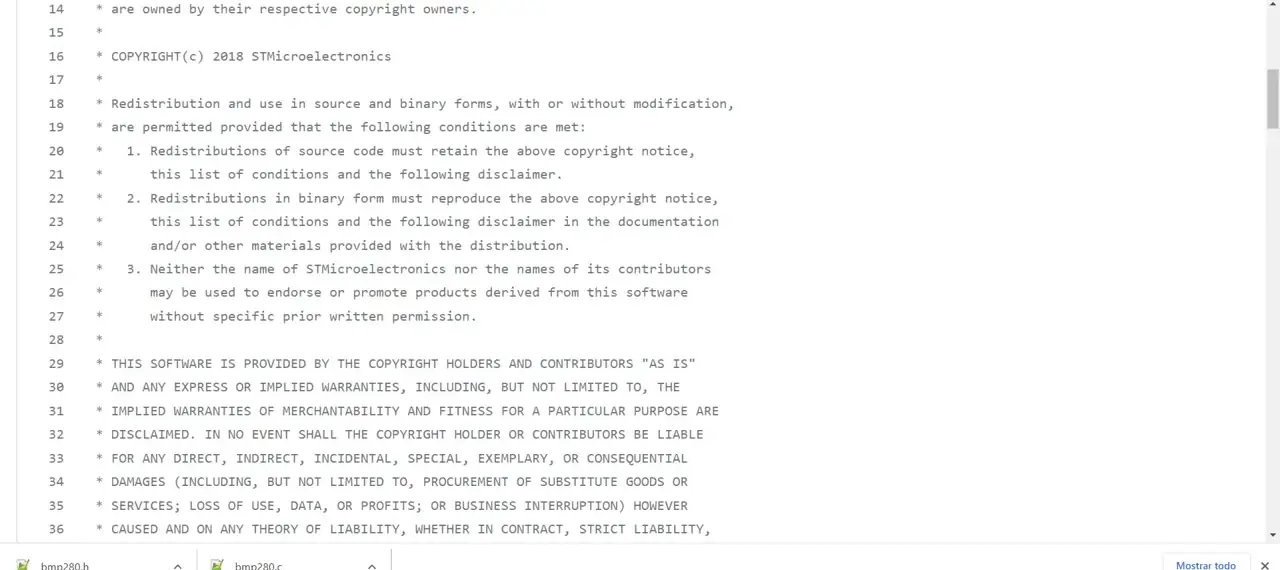 14 * are owned by their respective copyright owners.
15 *
16 * COPYRIGHT(c) 2018 STMicroelectronics
17 *
18 * Redistribution and use in source and binary forms, with or without modification,
19 * are permitted provided that the following conditions are met:
20 * 1. Redistributions of source code must retain the above copyright notice,
21 * this list of conditions and the following disclaimer.
22 * 2. Redistributions in binary form must reproduce the above copyright notice,
23 * this list of conditions and the following disclaimer in the documentation
24 * and/or other materials provided with the distribution.
25 * 3. Neither the name of STMicroelectronics nor the names of its contributors
26 * may be used to endorse or promote products derived from this software
27 * without specific prior written permission.
28 *
29 * THIS SOFTWARE IS PROVIDED BY THE COPYRIGHT HOLDERS AND CONTRIBUTORS "AS IS"
30 * AND ANY EXPRESS OR IMPLIED WARRANTIES, INCLUDING, BUT NOT LIMITED TO, THE
31 * IMPLIED WARRANTIES OF MERCHANTABILITY AND FITNESS FOR A PARTICULAR PURPOSE ARE
32 * DISCLAIMED. IN NO EVENT SHALL THE COPYRIGHT HOLDER OR CONTRIBUTORS BE LIABLE
33 * FOR ANY DIRECT, INDIRECT, INCIDENTAL, SPECIAL, EXEMPLARY, OR CONSEQUENTIAL
34 * DAMAGES (INCLUDING, BUT NOT LIMITED TO, PROCUREMENT OF SUBSTITUTE GOODS OR
35 * SERVICES; LOSS OF USE, DATA, OR PROFITS; OR BUSINESS INTERRUPTION) HOWEVER
36 * CAUSED AND ON ANY THEORY OF LIABILITY, WHETHER IN CONTRACT, STRICT LIABILITY,
bmp280.h bmp280.c Mostrar todo